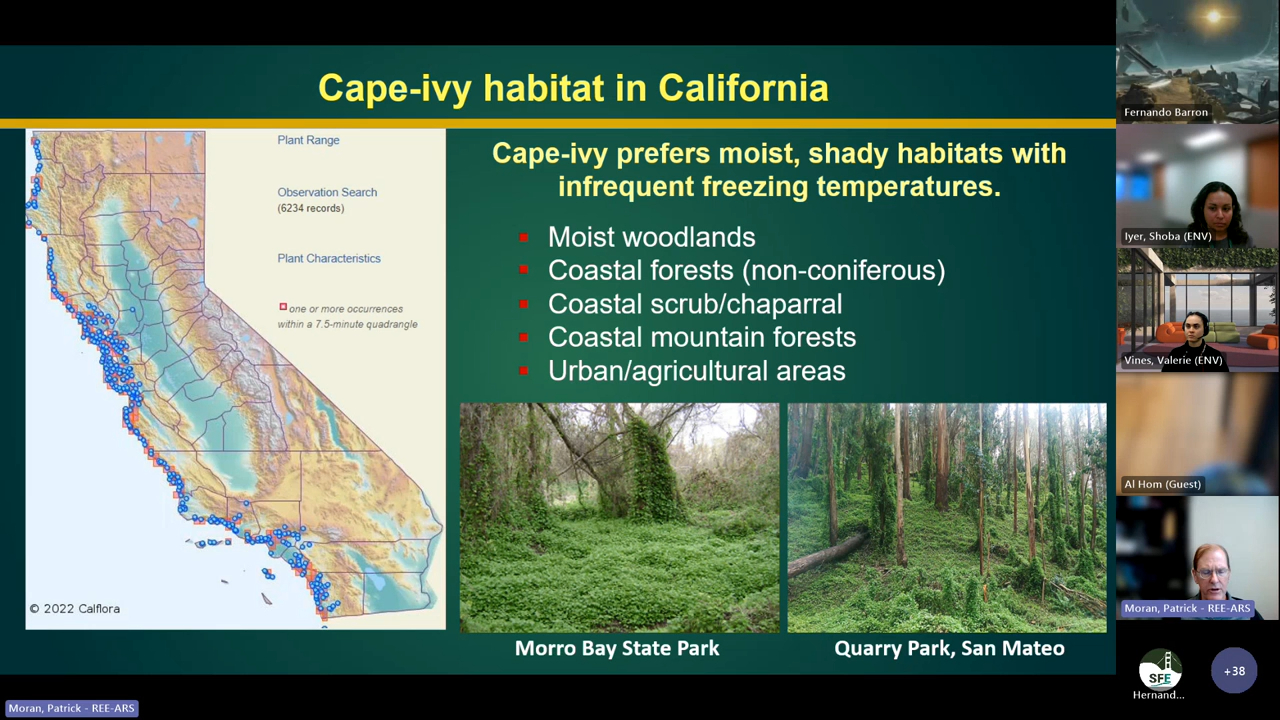 Cape-ivy habitat in California
Plant Range
Observation Search
(6234 records)
Plant Characteristics
one or more occurrences
within a 7.5-minute quadrangle
© 2022 Calflora
Cape-ivy prefers moist, shady habitats with
infrequent freezing temperatures.
Moist woodlands
Coastal forests (non-coniferous)
Coastal scrub/chaparral
Coastal mountain forests
Urban/agricultural areas
Morro Bay State Park
Quarry Park, San Mateo
Fernando Barron
Iyer, Shoba (ENV)
Vines, Valerie (ENV)
Al Hom (Guest)
Moran, Patrick - REE-ARS
SFE
Hernand...
+38
Moran, Patrick - REE-ARS